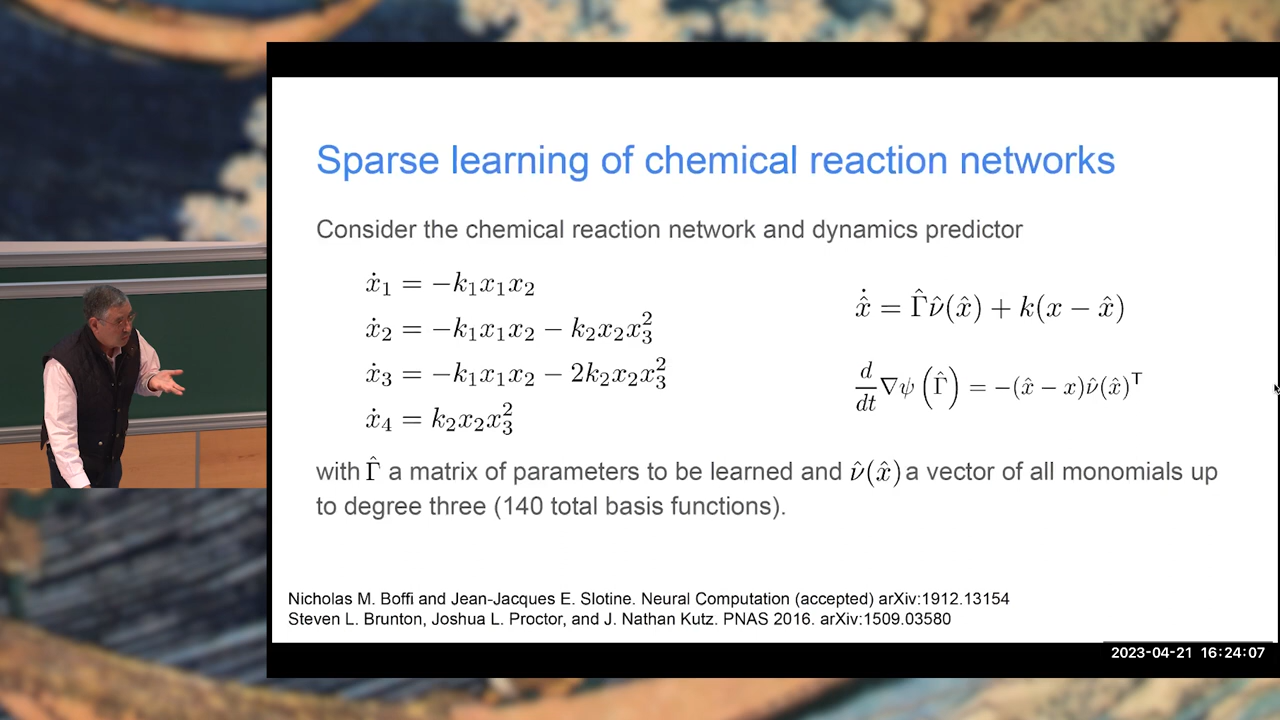 Sparse learning of chemical reaction networks
Consider the chemical reaction network and dynamics predictor
ẋ₁ = −k₁x₁x₂
ẋ₂ = −k₁x₁x₂ − k₂x₂x₃²
ẋ₃ = −k₁x₁x₂ − 2k₂x₂x₃²
ẋ₄ = k₂x₂x₃²
x̂̇ = Γ̂ν̂(x̂) + k(x − x̂)
d/dt ∇ψ(Γ̂) = −(x̂ − x)ν̂(x̂)ᵀ
with Γ̂ a matrix of parameters to be learned and ν̂(x̂) a vector of all monomials up
to degree three (140 total basis functions).
Nicholas M. Boffi and Jean-Jacques E. Slotine. Neural Computation (accepted) arXiv:1912.13154
Steven L. Brunton, Joshua L. Proctor, and J. Nathan Kutz. PNAS 2016. arXiv:1509.03580
2023-04-21 16:24:07